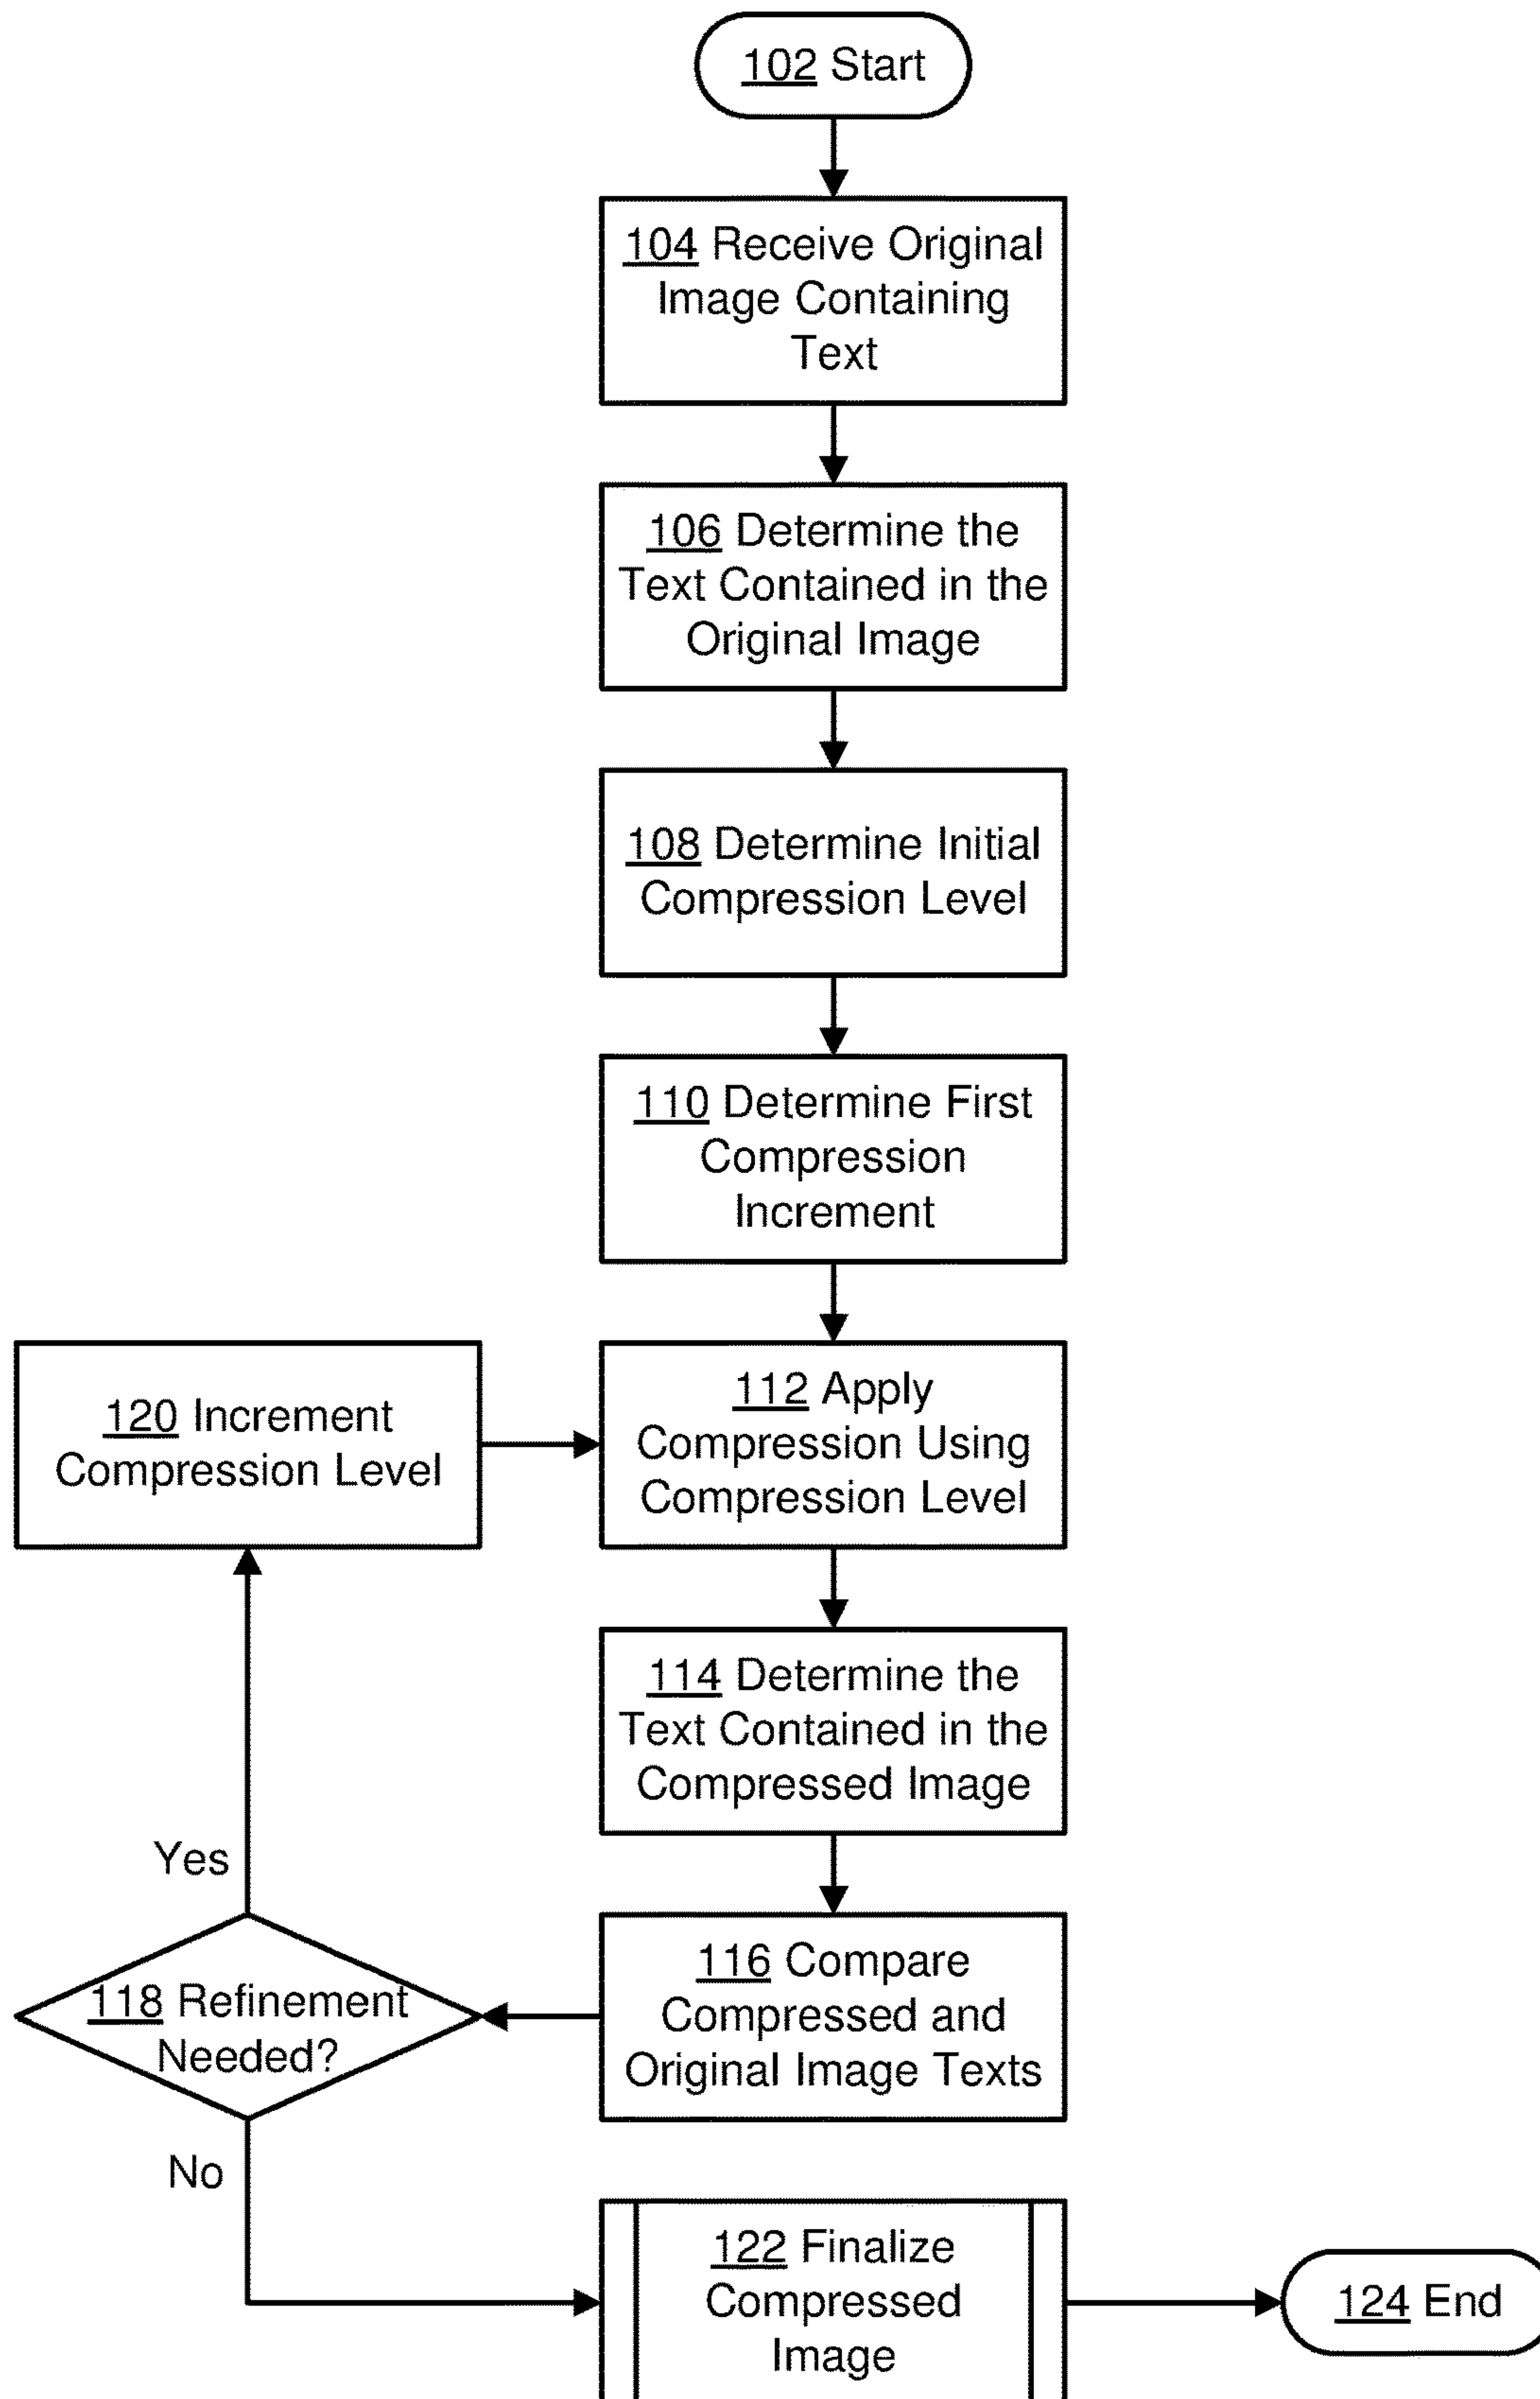 102 Start
104 Receive Original
Image Containing
Text
106 Determine the
Text Contained in the
Original Image
108 Determine Initial
Compression Level
110 Determine First
Compression
Increment
120 Increment
Compression Level
112 Apply
Compression Using
Compression Level
114 Determine the
Text Contained in the
Compressed Image
Yes
116 Compare
Compressed and
Original Image Texts
118 Refinement
Needed?
No
122 Finalize
Compressed
Image
124 End